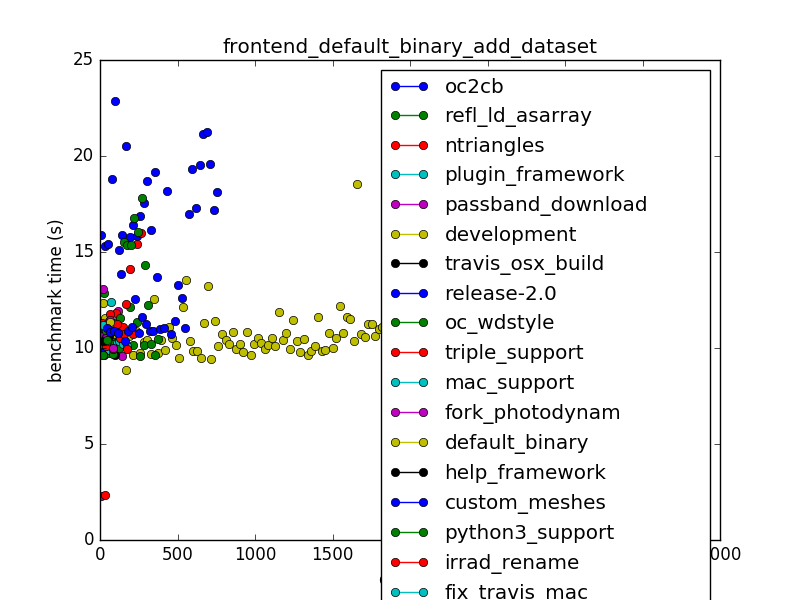 frontend_default_binary_add_dataset
25
20
15
10
5
0
benchmark time (s)
0
500
1000
1500
000
oc2cb
refl_ld_asarray
ntriangles
plugin_framework
passband_download
development
travis_osx_build
release-2.0
oc_wdstyle
triple_support
mac_support
fork_photodynam
default_binary
help_framework
custom_meshes
python3_support
irrad_rename
fix_travis_mac